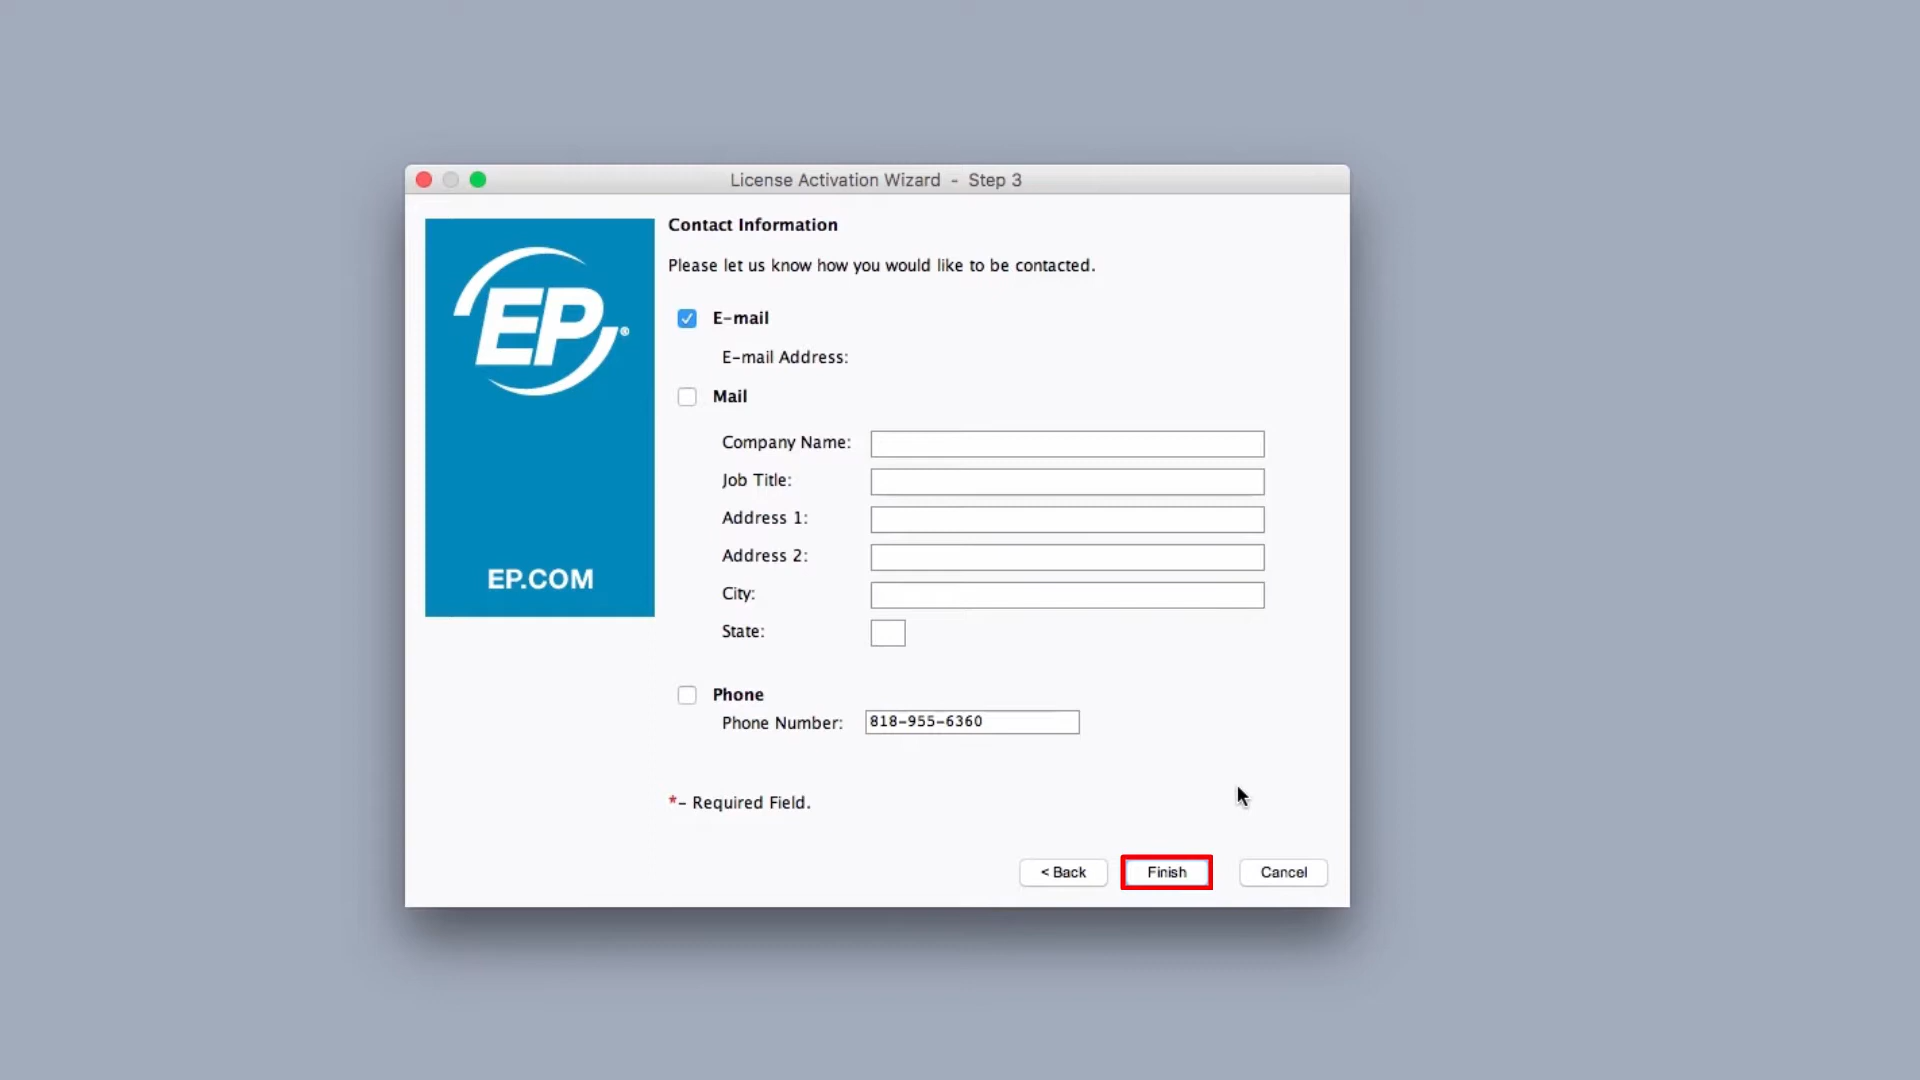 License Activation Wizard - Step 3
EP®
EP.COM
Contact Information
Please let us know how you would like to be contacted.
E-mail
E-mail Address:
Mail
Company Name:
Job Title:
Address 1:
Address 2:
City:
State:
Phone
Phone Number: 818-955-6360
*- Required Field.
< Back Finish Cancel